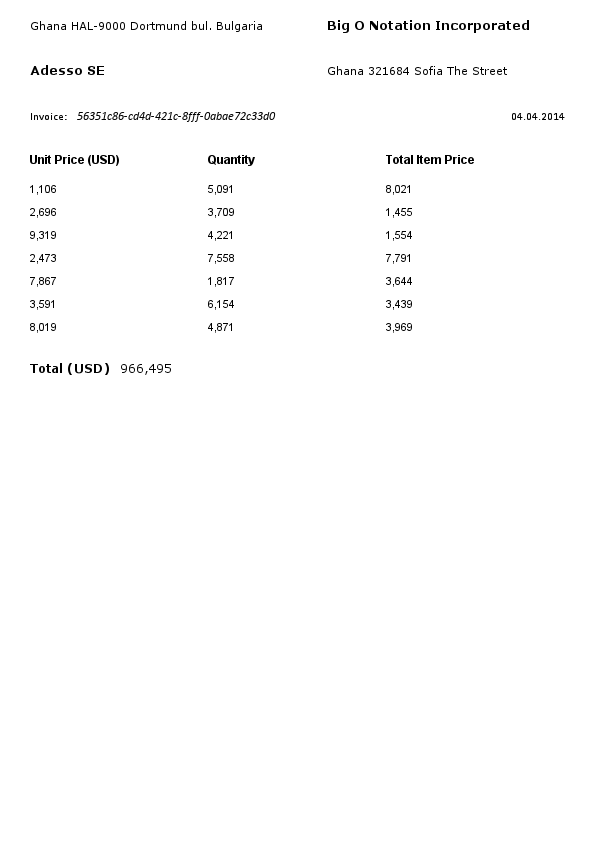 Ghana HAL-9000 Dortmund bul. Bulgaria Big O Notation Incorporated
Adesso SE Ghana 321684 Sofia The Street
Invoice: 56351c86-cd4d-421c-8fff-0abae72c33d0 04.04.2014
Unit Price (USD) Quantity Total Item Price
1,106 5,091 8,021
2,696 3,709 1,455
9,319 4,221 1,554
2,473 7,558 7,791
7,867 1,817 3,644
3,591 6,154 3,439
8,019 4,871 3,969
Total (USD) 966,495